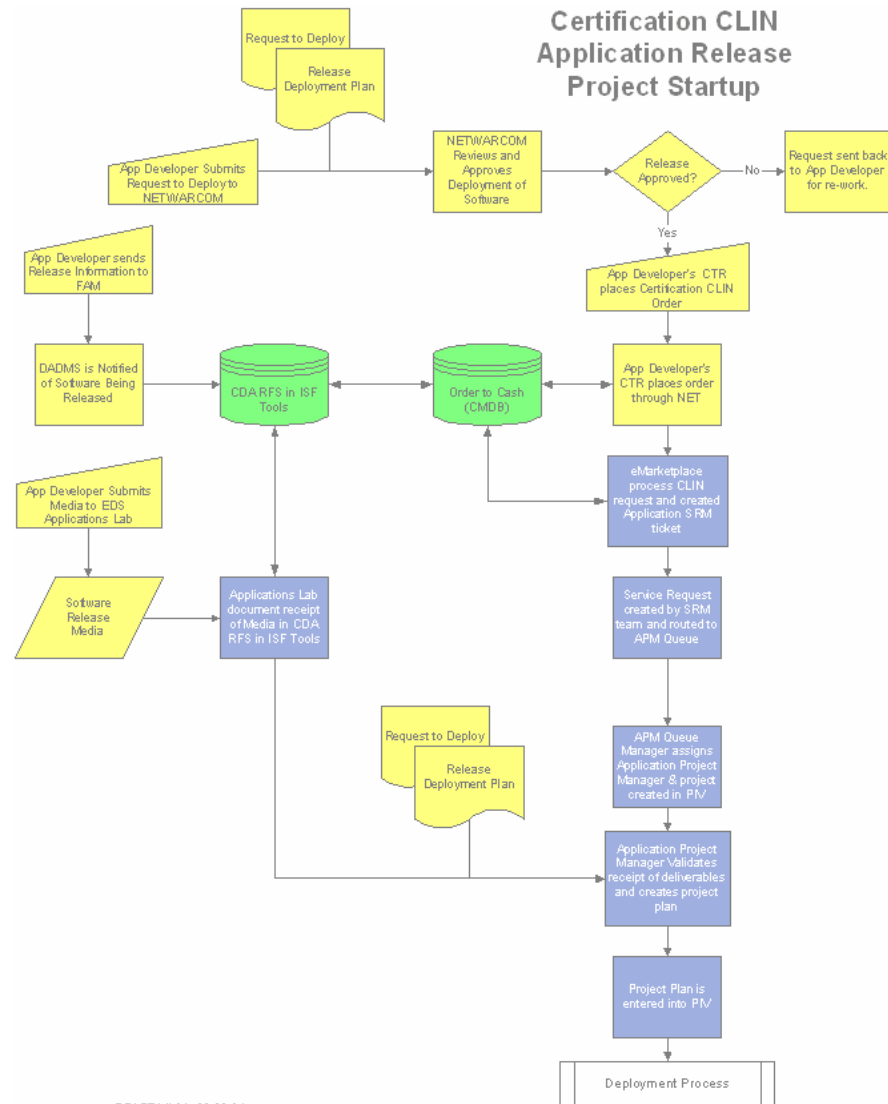 Certification CLIN
Application Release
Project Startup
Request to Deploy
Release
Deployment Plan
App Developer Submits
Request to Deploy to
NETWARCOM
NETWARCOM
Reviews and
Approves
Deployment of
Software
Release
Approved?
No
Request sent back
to App Developer
for re-work.
Yes
App Developer sends
Release Information to
FAM
App Developer's CTR
places Certification CLIN
Order
DADMS is Notified
of Software Being
Released
CDA RFS in ISF
Tools
Order to Cash
(CMDB)
App Developer's
CTR places order
through NET
eMarketplace
process CLIN
request and created
Application SRM
ticket
App Developer Submits
Media to EDS
Applications Lab
Software
Release
Media
Applications Lab
document receipt
of Media in CDA
RFS in ISF Tools
Service Request
created by SRM
team and routed to
APM Queue
Request to Deploy
Release
Deployment Plan
APM Queue
Manager assigns
Application Project
Manager & project
created in PIV
Application Project
Manager Validates
receipt of deliverables
and creates project
plan
Project Plan is
entered into PIV
Deployment Process